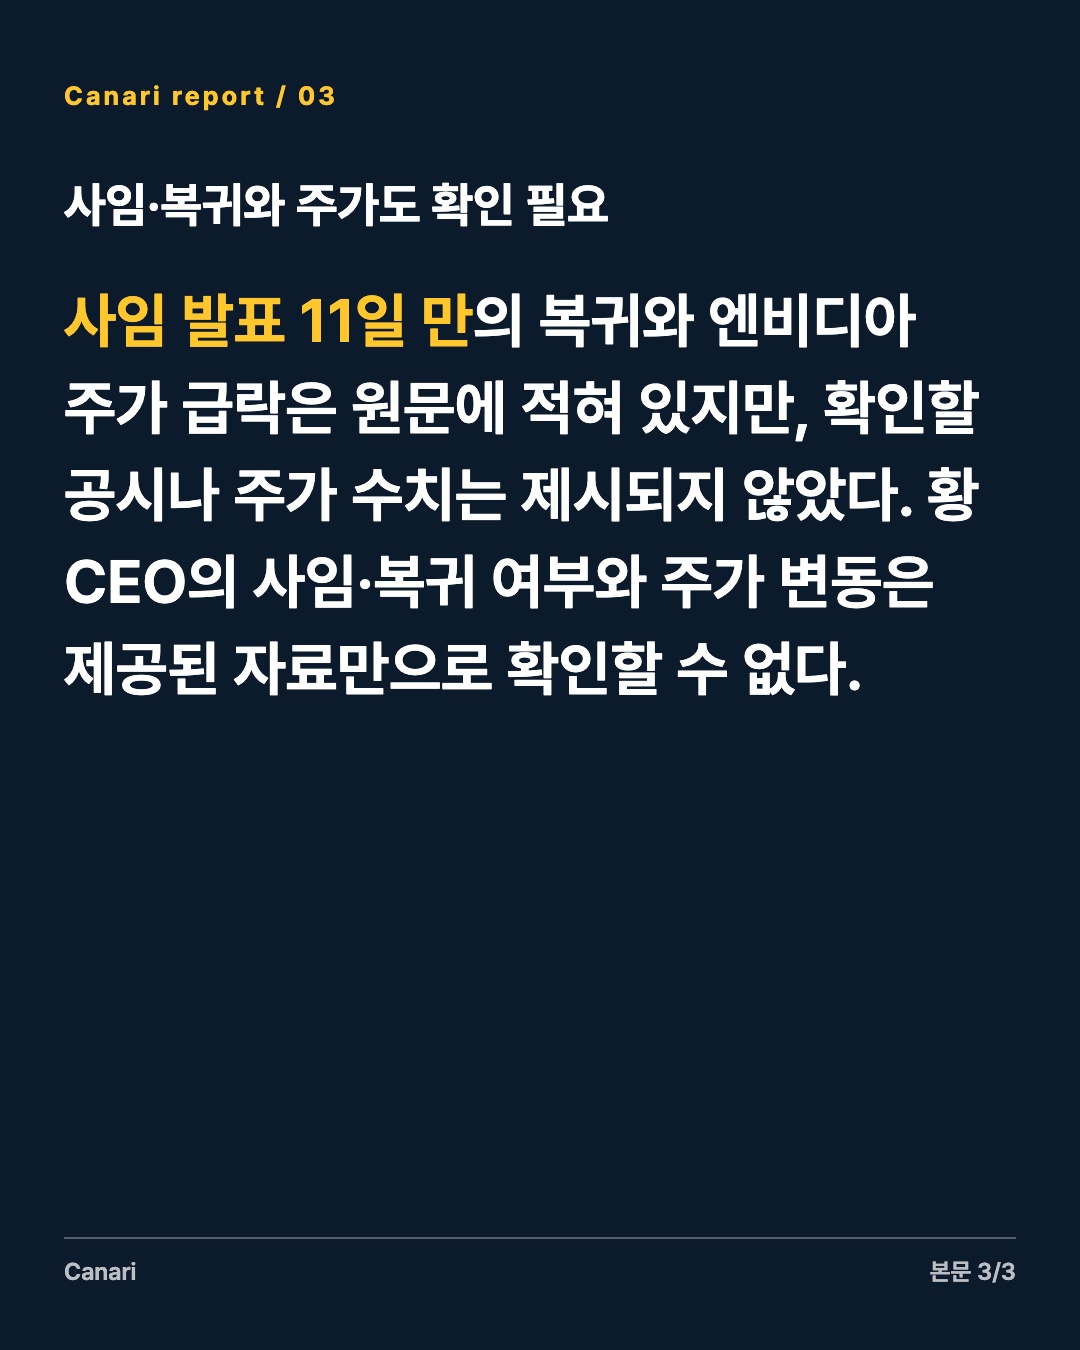 Canari report / 03
사임·복귀와 주가도 확인 필요
사임 발표 11일 만의 복귀와 엔비디아
주가 급락은 원문에 적혀 있지만, 확인할
공시나 주가 수치는 제시되지 않았다. 황
CEO의 사임·복귀 여부와 주가 변동은
제공된 자료만으로 확인할 수 없다.
Canari
본문 3/3